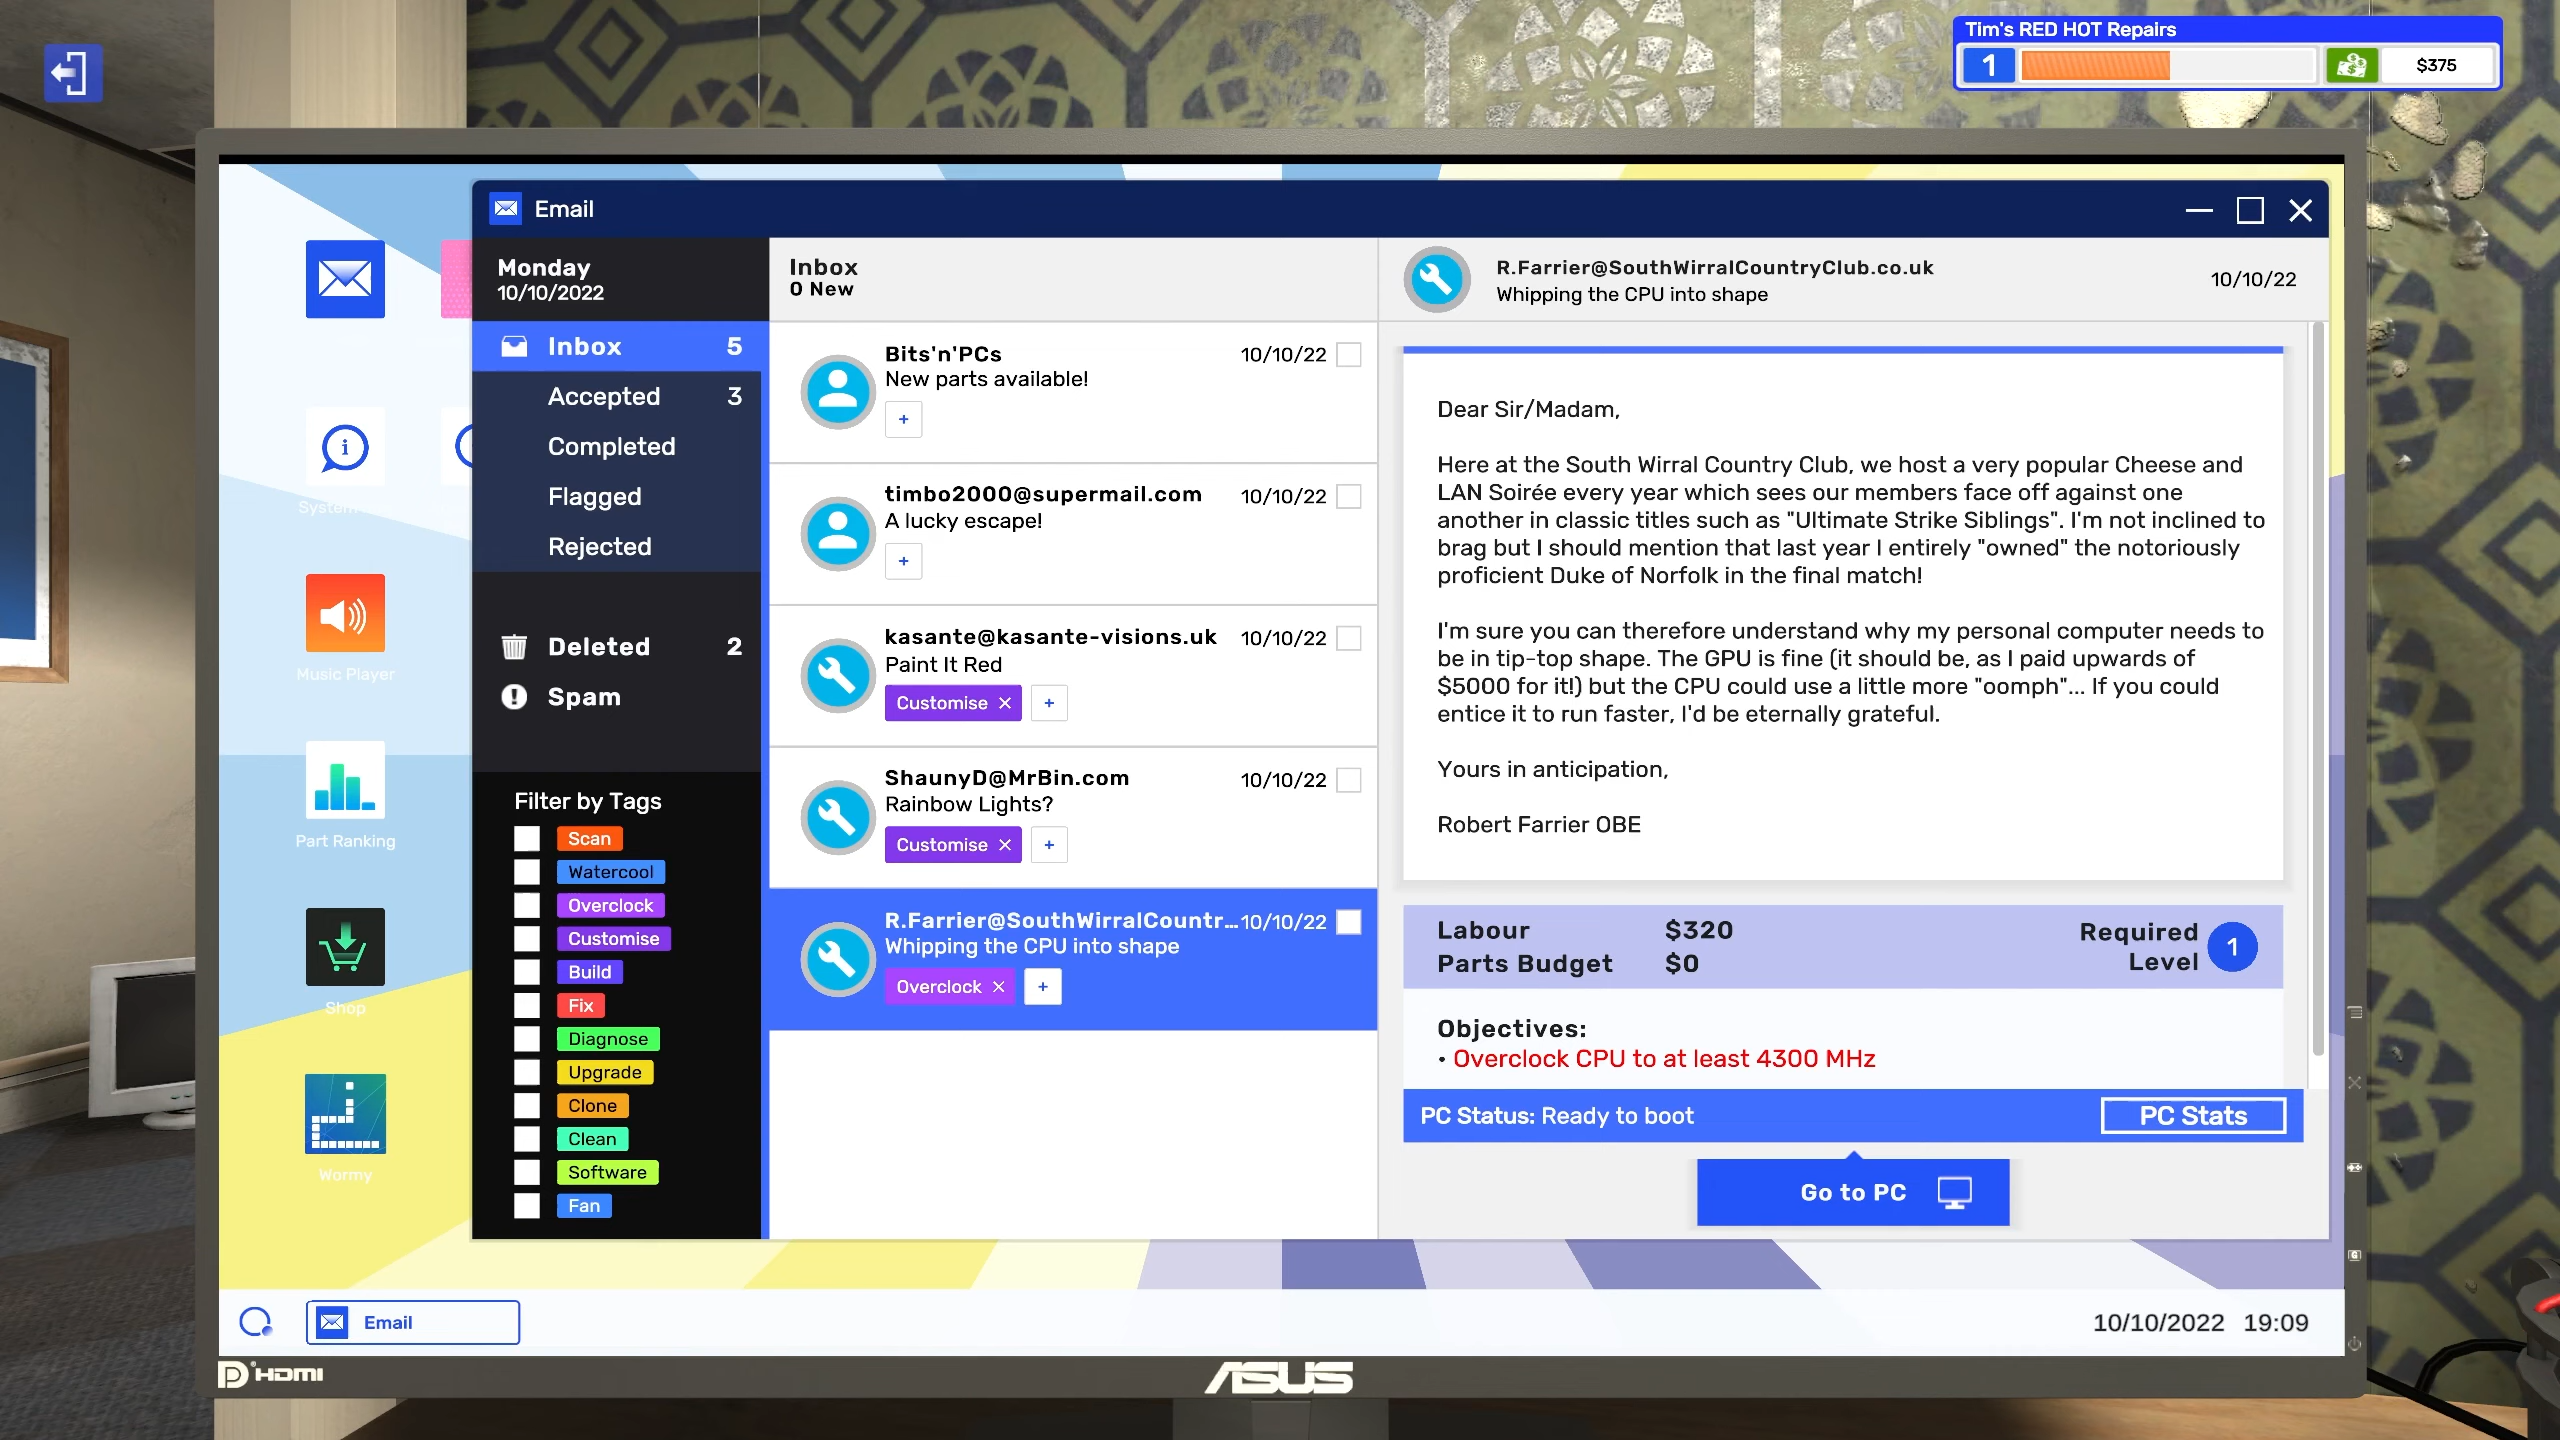 Tim's RED HOT Repairs
1
$375
Email
Monday
10/10/2022
Inbox 5
Accepted 3
Completed
Flagged
Rejected
Deleted 2
Spam
Filter by Tags
Scan
Watercool
Overclock
Customise
Build
Fix
Diagnose
Upgrade
Clone
Clean
Software
Fan
Inbox
0 New
Bits'n'PCs 10/10/22
New parts available!
+
timbo2000@supermail.com 10/10/22
A lucky escape!
+
kasante@kasante-visions.uk 10/10/22
Paint It Red
Customise × +
ShaunyD@MrBin.com 10/10/22
Rainbow Lights?
Customise × +
R.Farrier@SouthWirralCountr... 10/10/22
Whipping the CPU into shape
Overclock × +
R.Farrier@SouthWirralCountryClub.co.uk
Whipping the CPU into shape
10/10/22
Dear Sir/Madam,
Here at the South Wirral Country Club, we host a very popular Cheese and
LAN Soirée every year which sees our members face off against one
another in classic titles such as "Ultimate Strike Siblings". I'm not inclined to
brag but I should mention that last year I entirely "owned" the notoriously
proficient Duke of Norfolk in the final match!
I'm sure you can therefore understand why my personal computer needs to
be in tip-top shape. The GPU is fine (it should be, as I paid upwards of
$5000 for it!) but the CPU could use a little more "oomph"... If you could
entice it to run faster, I'd be eternally grateful.
Yours in anticipation,
Robert Farrier OBE
Labour $320
Parts Budget $0
Required
Level
1
Objectives:
• Overclock CPU to at least 4300 MHz
PC Status: Ready to boot
PC Stats
Go to PC
System
Music Player
Part Ranking
Shop
Wormy
Email
10/10/2022 19:09
HDMI
ASUS